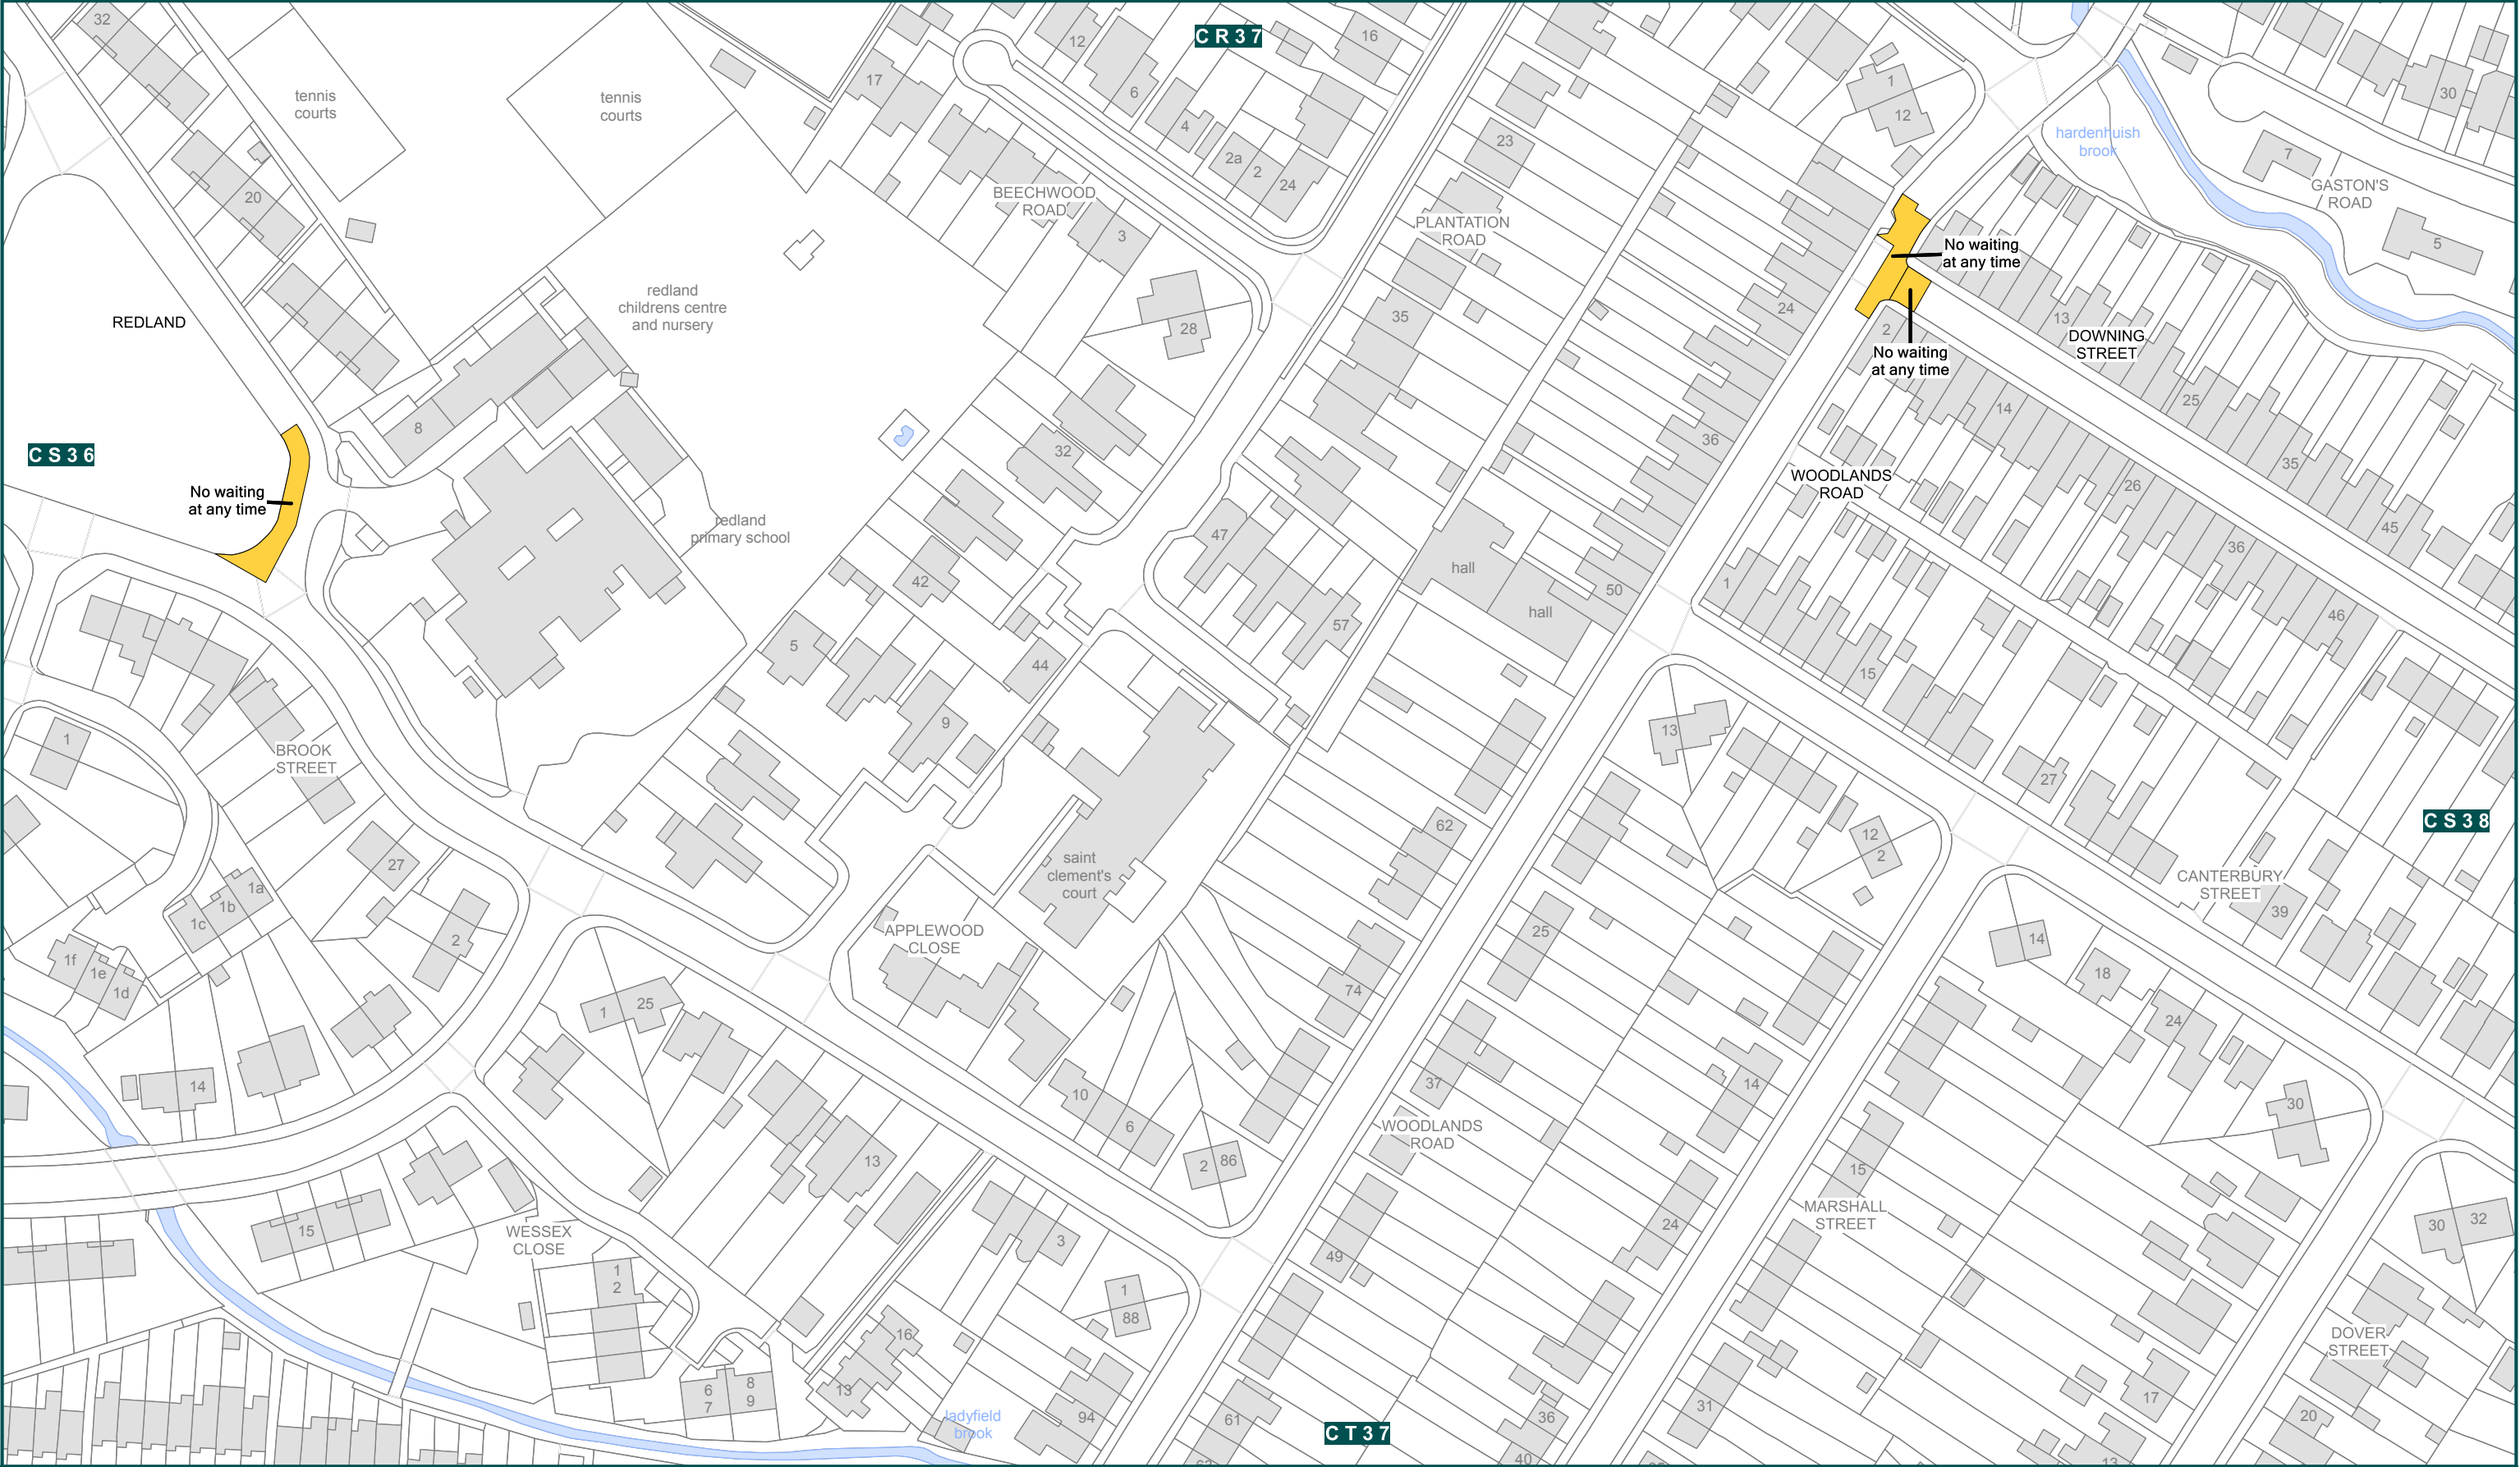 32
tennis
courts
20
tennis
courts
17
12
6
CR37
16
4
2a
2
24
BEECHWOOD
ROAD
3
28
23
PLANTATION
ROAD
35
1
12
hardenhuish
brook
30
7
GASTON'S
ROAD
5
No waiting
at any time
No waiting
at any time
24
2
13
DOWNING
STREET
14
25
36
35
26
45
WOODLANDS
ROAD
36
46
REDLAND
redland
childrens centre
and nursery
8
CS36
No waiting
at any time
redland
primary school
32
42
47
57
44
5
9
hall
hall
50
1
15
13
27
12
2
CS38
CANTERBURY
STREET
39
1
BROOK
STREET
27
1a
1b
1c
2
1f
1e
1d
14
1
25
saint
clement's
court
APPLEWOOD
CLOSE
62
25
74
14
18
24
30
10
6
2
86
37
14
WOODLANDS
ROAD
15
MARSHALL
STREET
24
30
32
13
15
WESSEX
CLOSE
1
2
3
1
88
49
DOVER
STREET
16
13
6
7
8
9
ladyfield
brook
94
61
CT37
36
40
31
17
20
13
63